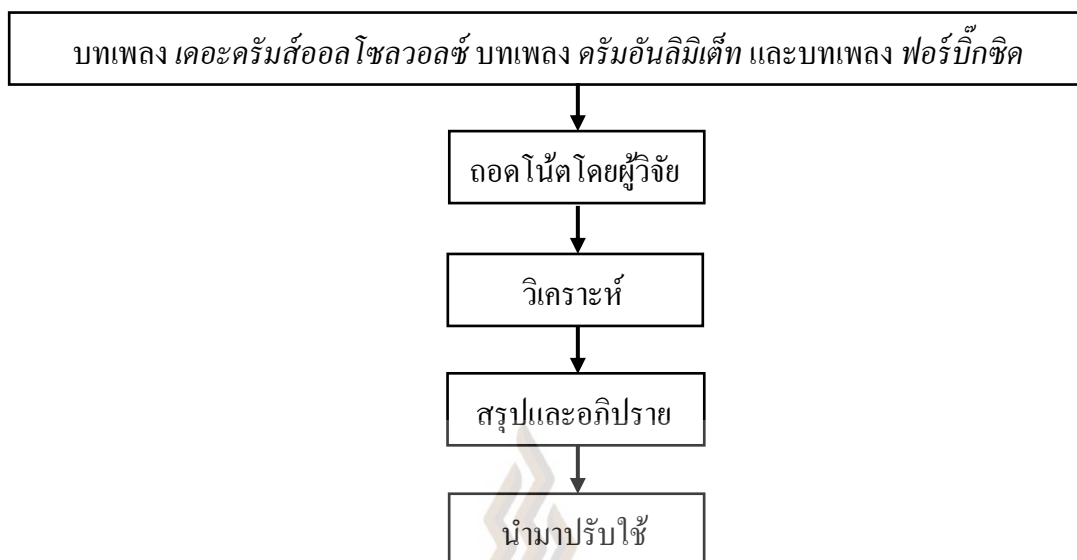 บทเพลง เดอะดรัมส์ออลโซลวอลซ์ บทเพลง ดรัมอันลิมิเต็ท และบทเพลง ฟอร์บิ๊กซิด
ถอดโน้ตโดยผู้วิจัย
วิเคราะห์
สรุปและอภิปราย
นำมาปรับใช้